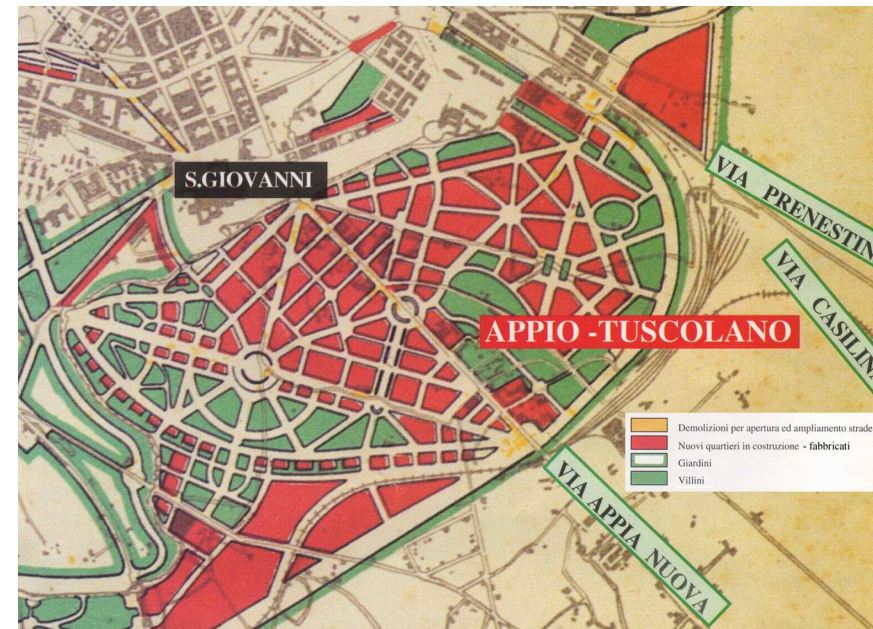 S.GIOVANNI
VIA PRENESTIN
VIA CASILINA
APPIO -TUSCOLANO
Demolizioni per apertura ed ampliamento strade
Nuovi quartieri in costruzione - fabbricati
Giardini
Villini
VIA APPIA NUOVA